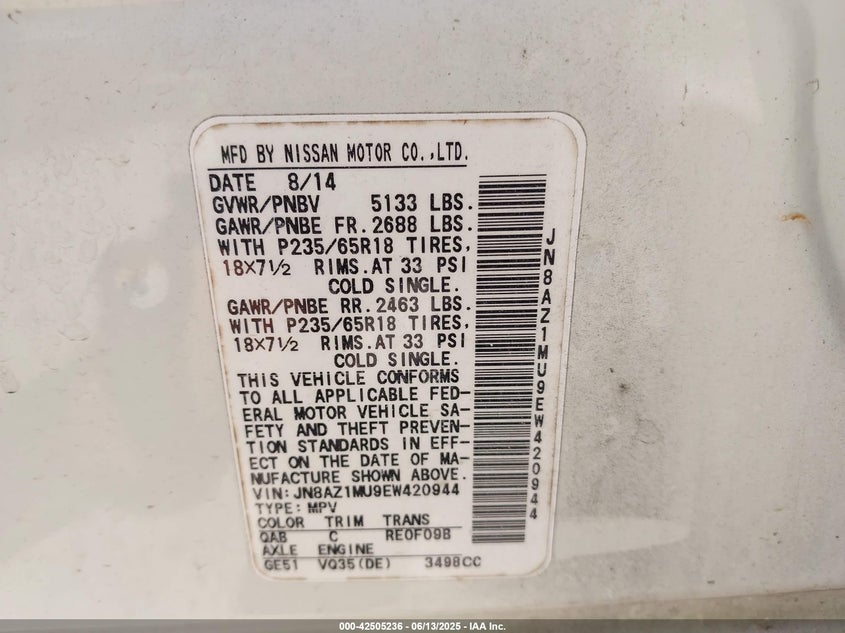 MFD BY NISSAN MOTOR CO.,LTD.
DATE 8/14
GVWR/PNBV 5133 LBS.
GAWR/PNBE FR.2688 LBS.
WITH P235/65R18 TIRES,
18×7½ RIMS.AT 33 PSI
COLD SINGLE.
GAWR/PNBE RR.2463 LBS.
WITH P235/65R18 TIRES,
18×7½ RIMS.AT 33 PSI
COLD SINGLE.
THIS VEHICLE CONFORMS
TO ALL APPLICABLE FED-
ERAL MOTOR VEHICLE SA-
FETY AND THEFT PREVEN-
TION STANDARDS IN EFF-
ECT ON THE DATE OF MA-
NUFACTURE SHOWN ABOVE.
VIN:JN8AZ1MU9EW420944
TYPE:MPV
COLOR TRIM TRANS
QAB C RE0F09B
AXLE ENGINE
GE51 VQ35(DE) 3498CC
JN8AZ1MU9EW420944
000-42505236 - 06/13/2025 - IAA Inc.